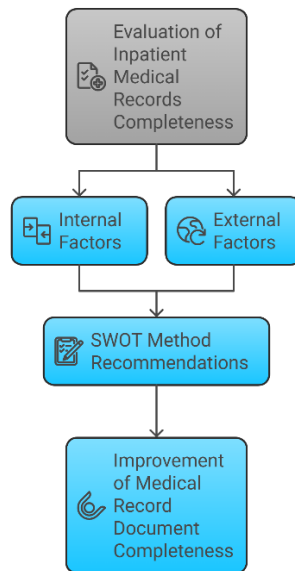 Evaluation of
Inpatient
Medical
Records
Completeness
Internal
Factors
External
Factors
SWOT Method
Recommendations
Improvement
of Medical
Record
Document
Completeness